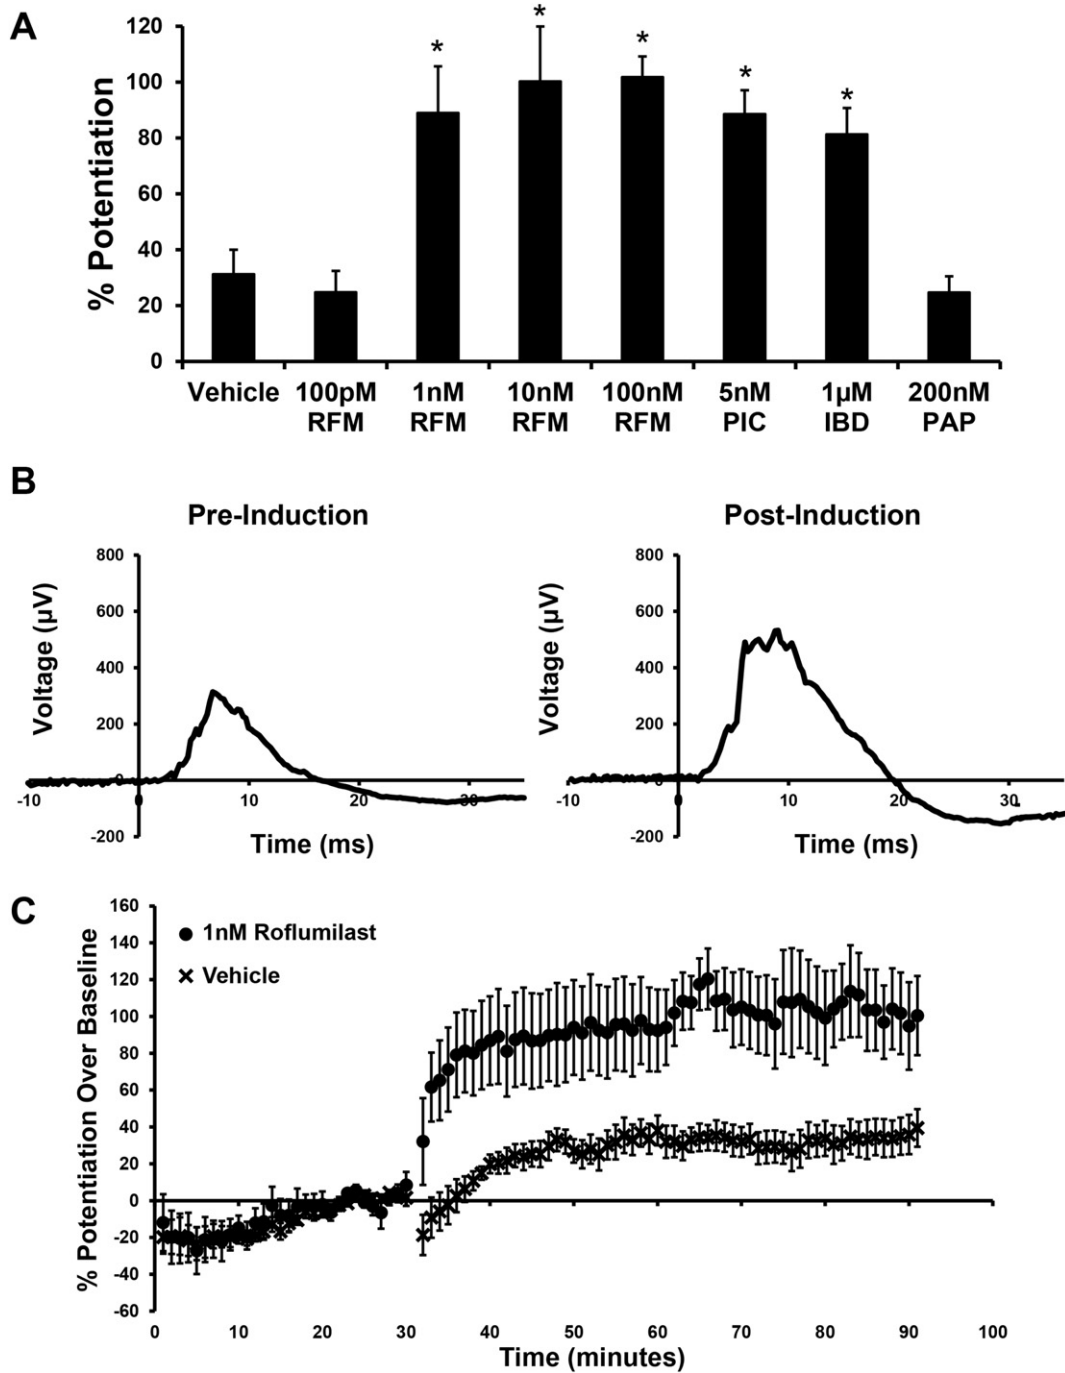 A
% Potentiation
120
100
80
60
40
20
0
*
*
*
*
*
Vehicle 100pM 1nM 10nM 100nM 5nM 1µM 200nM
RFM RFM RFM RFM PIC IBD PAP
B
Pre-Induction
Voltage (µV)
800
600
400
200
0
-200
-10 0 10 20 30
Time (ms)
Post-Induction
Voltage (µV)
800
600
400
200
0
-200
-10 0 10 20 30
Time (ms)
C
% Potentiation Over Baseline
160
140
120
100
80
60
40
20
0
-20
-40
-60
1nM Roflumilast
Vehicle
0 10 20 30 40 50 60 70 80 90 100
Time (minutes)